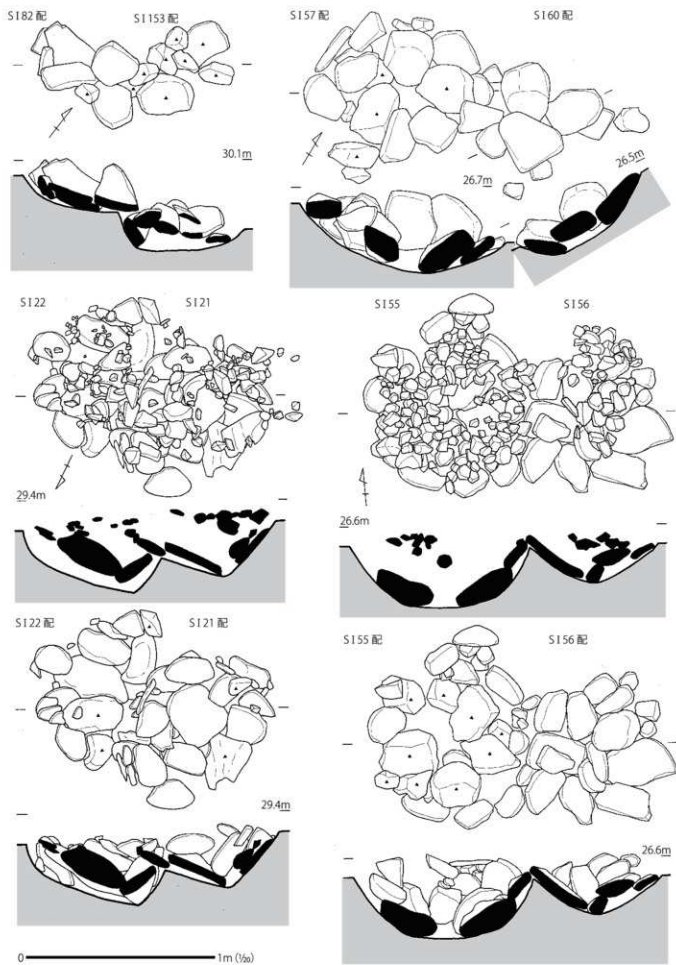 SI82配 SI153配
30.1m
SI57配 SI60配
26.7m
26.5m
SI22 SI21
29.4m
SI55 SI56
26.6m
SI22配 SI21配
29.4m
SI55配 SI56配
26.6m
0 1m (1/20)